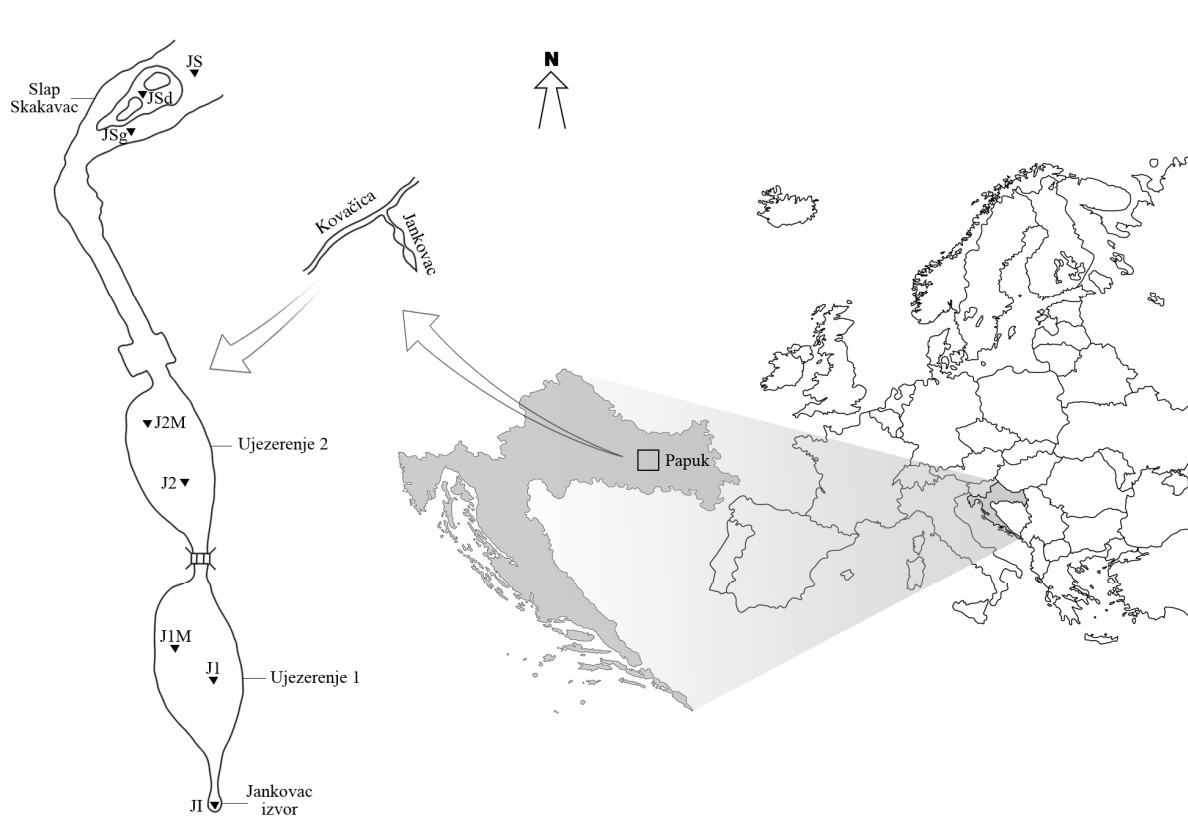 JS
Slap
Skakavac
JSd
JSg
N
Kovačica
Jankovac
J2M
Ujezerenje 2
J2
Papuk
J1M
J1
Ujezerenje 1
JI
Jankovac
izvor